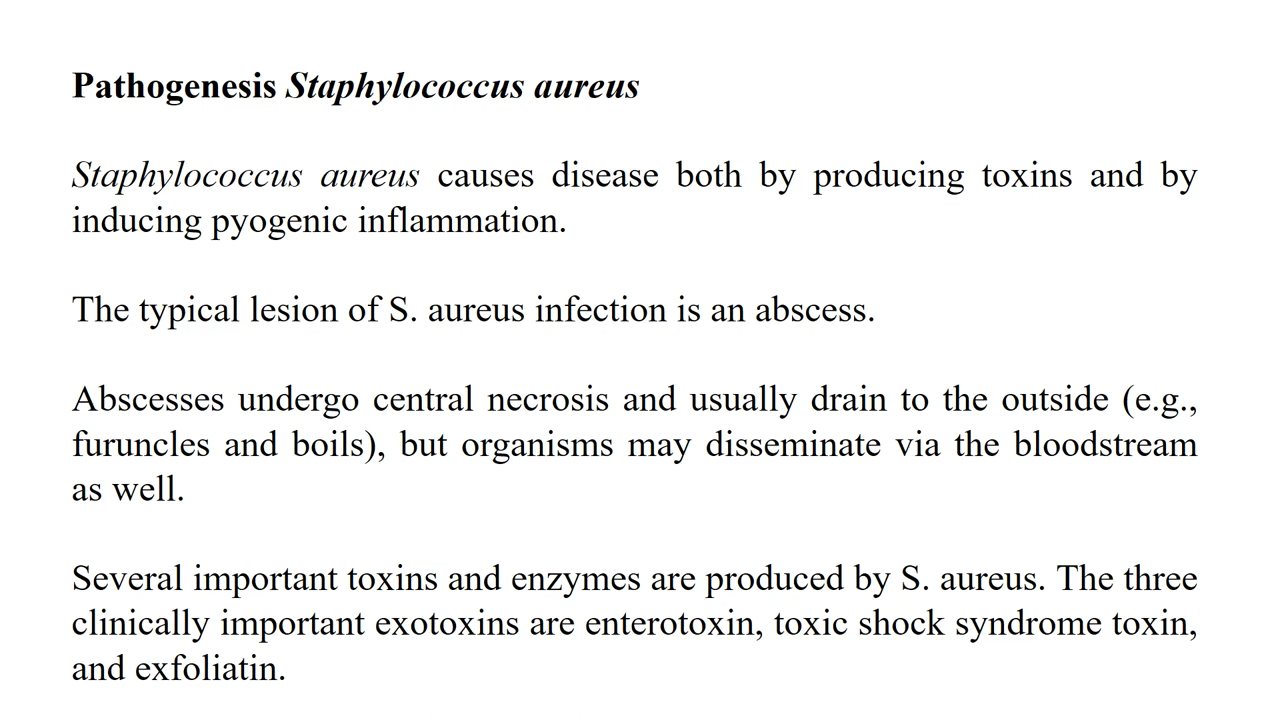 Pathogenesis Staphylococcus aureus
Staphylococcus aureus causes disease both by producing toxins and by
inducing pyogenic inflammation.
The typical lesion of S. aureus infection is an abscess.
Abscesses undergo central necrosis and usually drain to the outside (e.g.,
furuncles and boils), but organisms may disseminate via the bloodstream
as well.
Several important toxins and enzymes are produced by S. aureus. The three
clinically important exotoxins are enterotoxin, toxic shock syndrome toxin,
and exfoliatin.